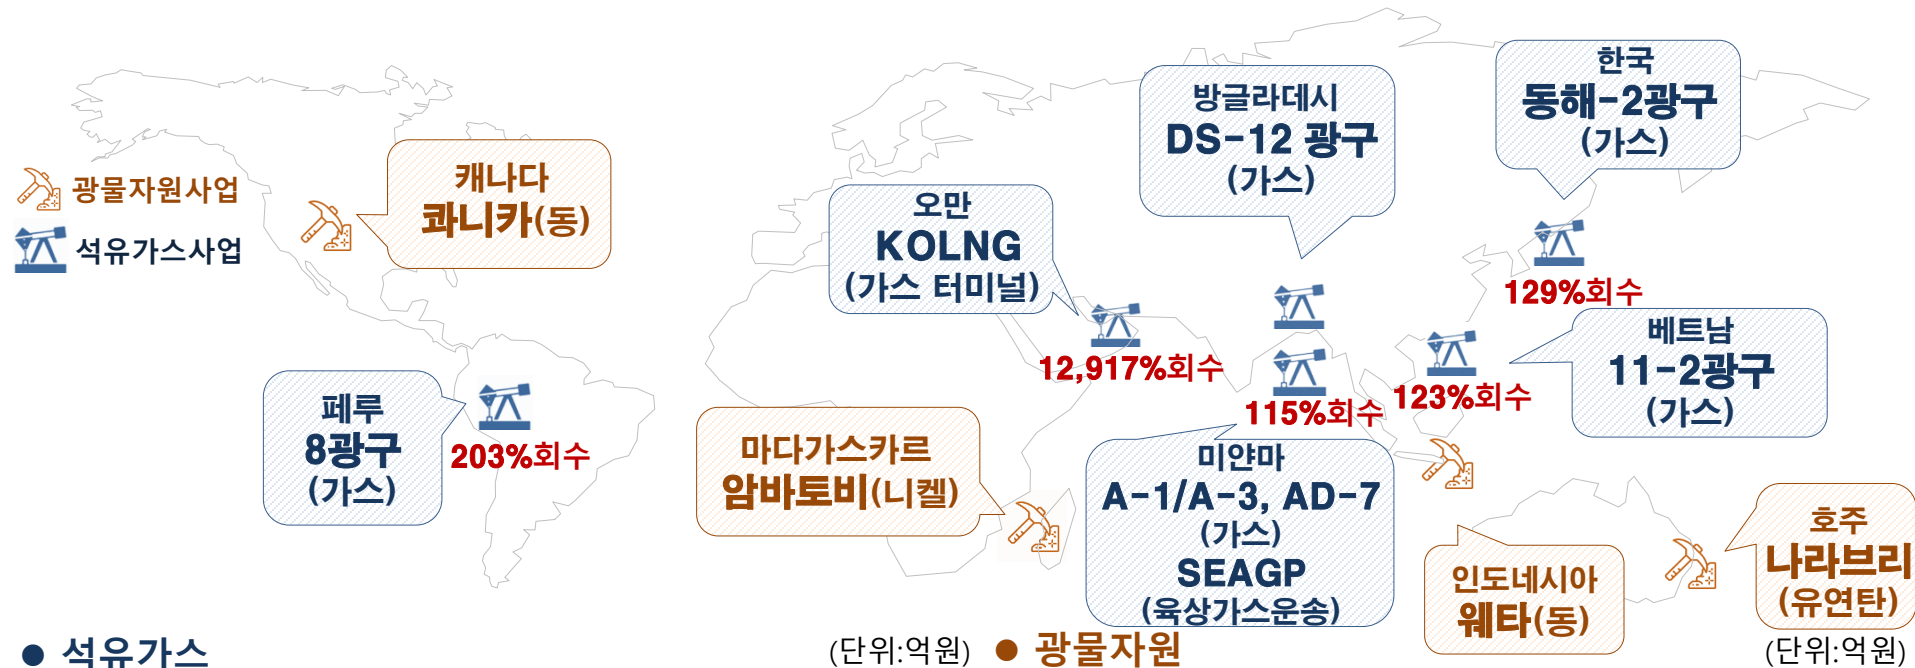 광물자원사업
석유가스사업
캐나다
콰니카(동)
페루
8광구
(가스)
203%회수
오만
KOLNG
(가스 터미널)
12,917%회수
방글라데시
DS-12 광구
(가스)
한국
동해-2광구
(가스)
129%회수
베트남
11-2광구
(가스)
123%회수
115%회수
미얀마
A-1/A-3, AD-7
(가스)
SEAGP
(육상가스운송)
마다가스카르
암바토비(니켈)
인도네시아
웨타(동)
호주
나라브리
(유연탄)
● 석유가스
(단위:억원)
● 광물자원
(단위:억원)